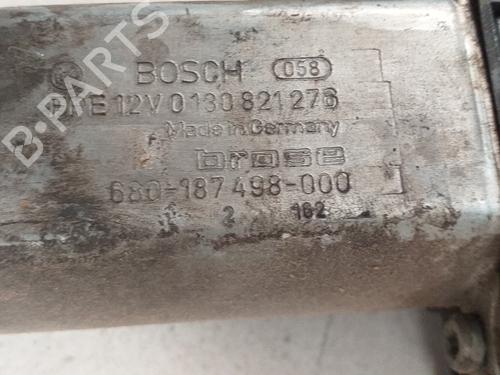 BOSCH 058
12V 0130 821 276
Made in Germany
brose
680-187 498-000
2 182
B-PARTS